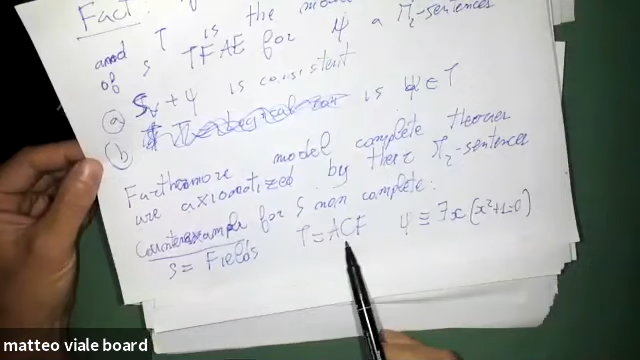 Fact:
and T is the model
of S TFAE for ψ a Π₂-sentences
(a) S∀ + ψ is consistent
(b) is ψ ∈ T
Furthermore model complete theories
are axiomatized by their Π₂-sentences
Counterexample for S non complete:
S = Fields T = ACF ψ ≡ ∃x(x²+1=0)
matteo viale board